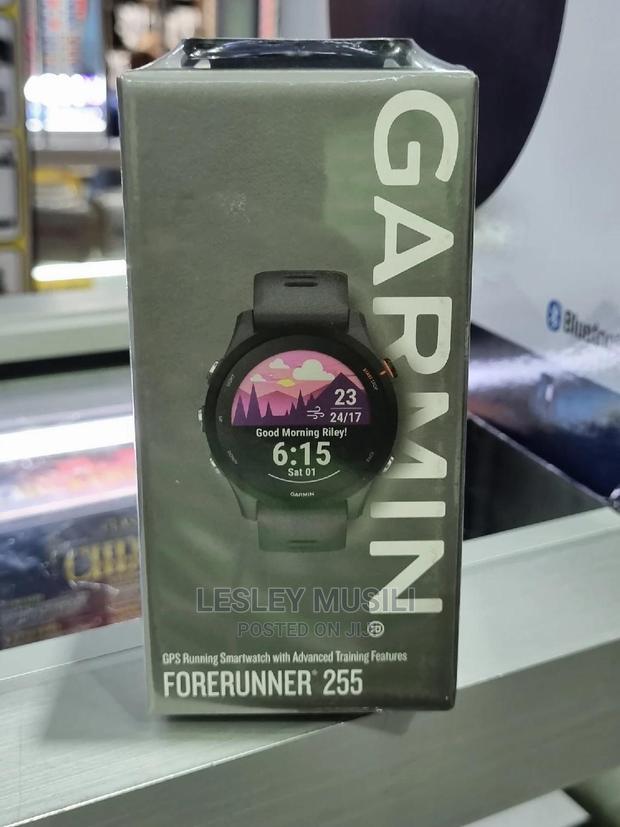 GARMIN®
23
24/17
Good Morning Riley!
6:15
Sat 01
GARMIN
LESLEY MUSILI
POSTED ON JIJI
GPS Running Smartwatch with Advanced Training Features
FORERUNNER® 255
Bluetoo